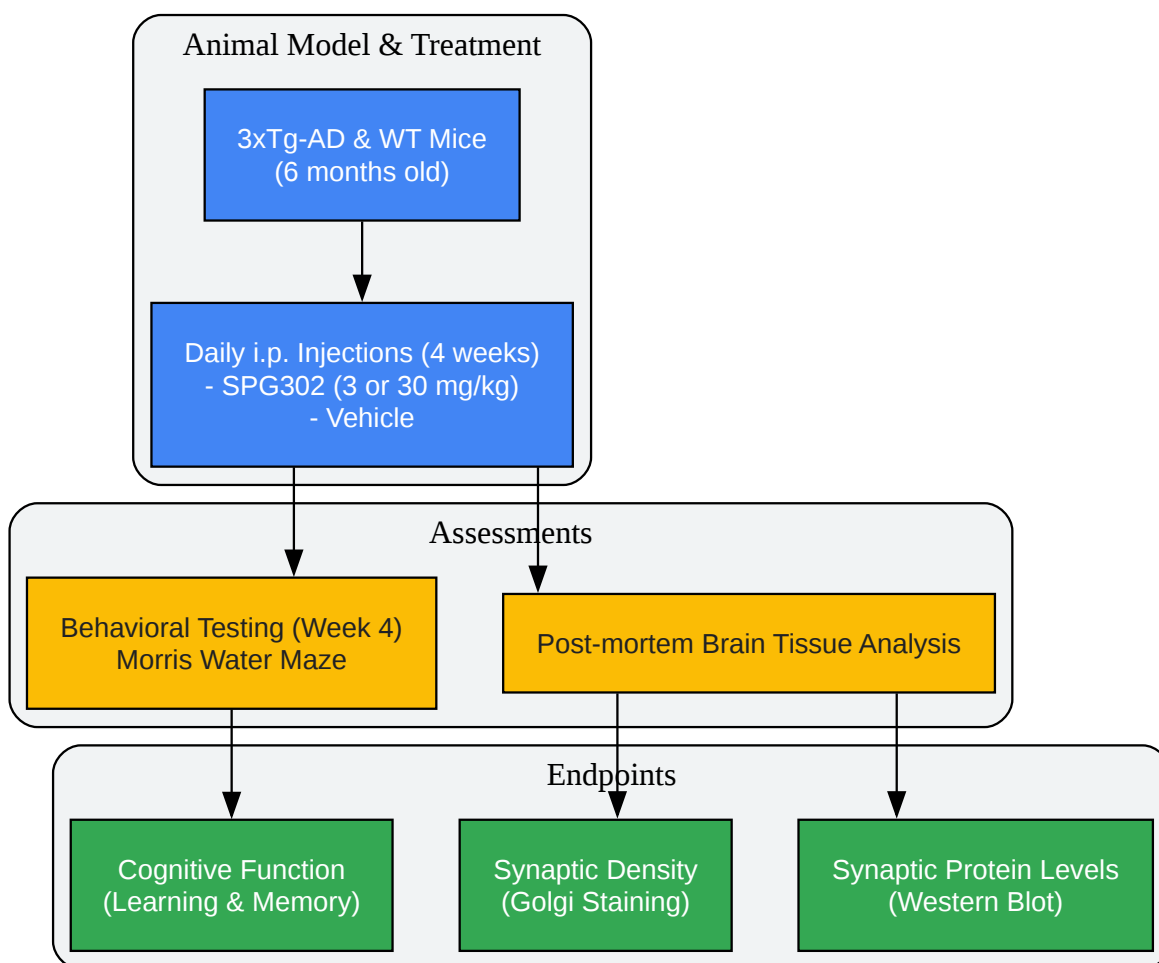 Animal Model & Treatment
3xTg-AD & WT Mice
(6 months old)
Daily i.p. Injections (4 weeks)
- SPG302 (3 or 30 mg/kg)
- Vehicle
Assessments
Behavioral Testing (Week 4)
Morris Water Maze
Post-mortem Brain Tissue Analysis
Endpoints
Cognitive Function
(Learning & Memory)
Synaptic Density
(Golgi Staining)
Synaptic Protein Levels
(Western Blot)